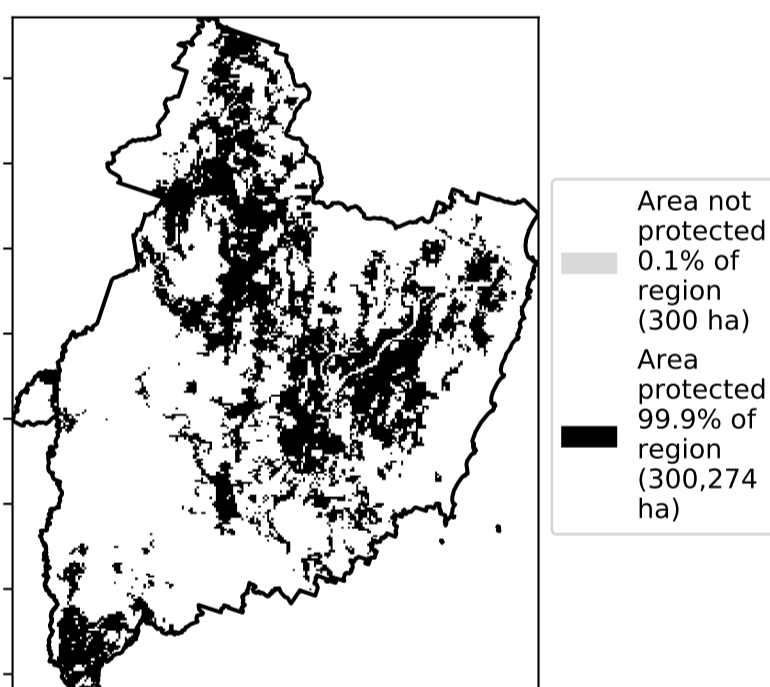 Area not
protected
0.1% of
region
(300 ha)
Area
protected
99.9% of
region
(300,274
ha)